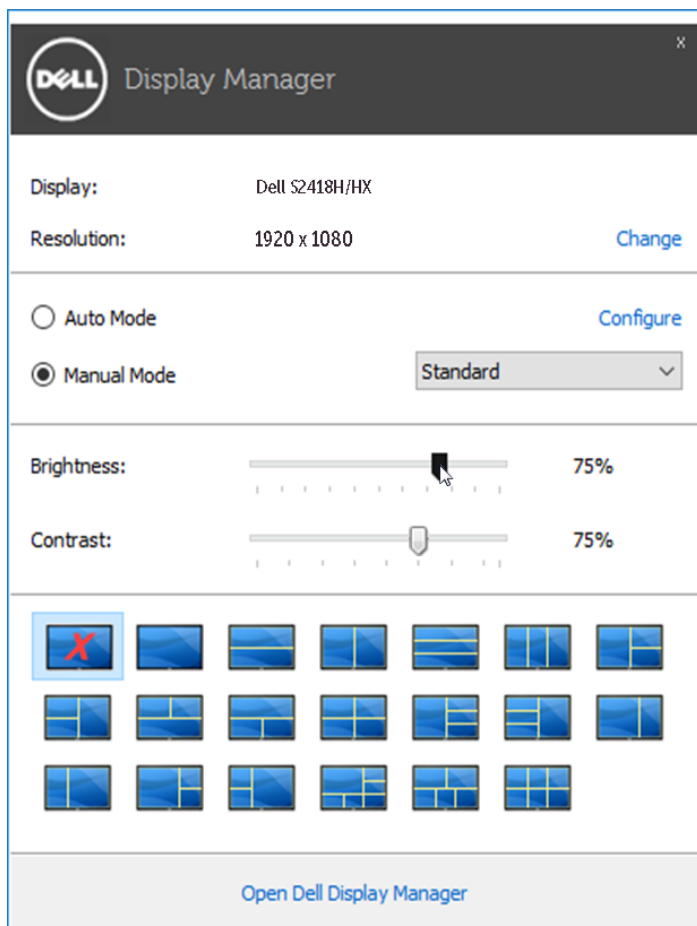 DELL Display Manager x
Display: Dell S2418H/HX
Resolution: 1920 x 1080 Change
Auto Mode Configure
Manual Mode Standard
Brightness: 75%
Contrast: 75%
Open Dell Display Manager